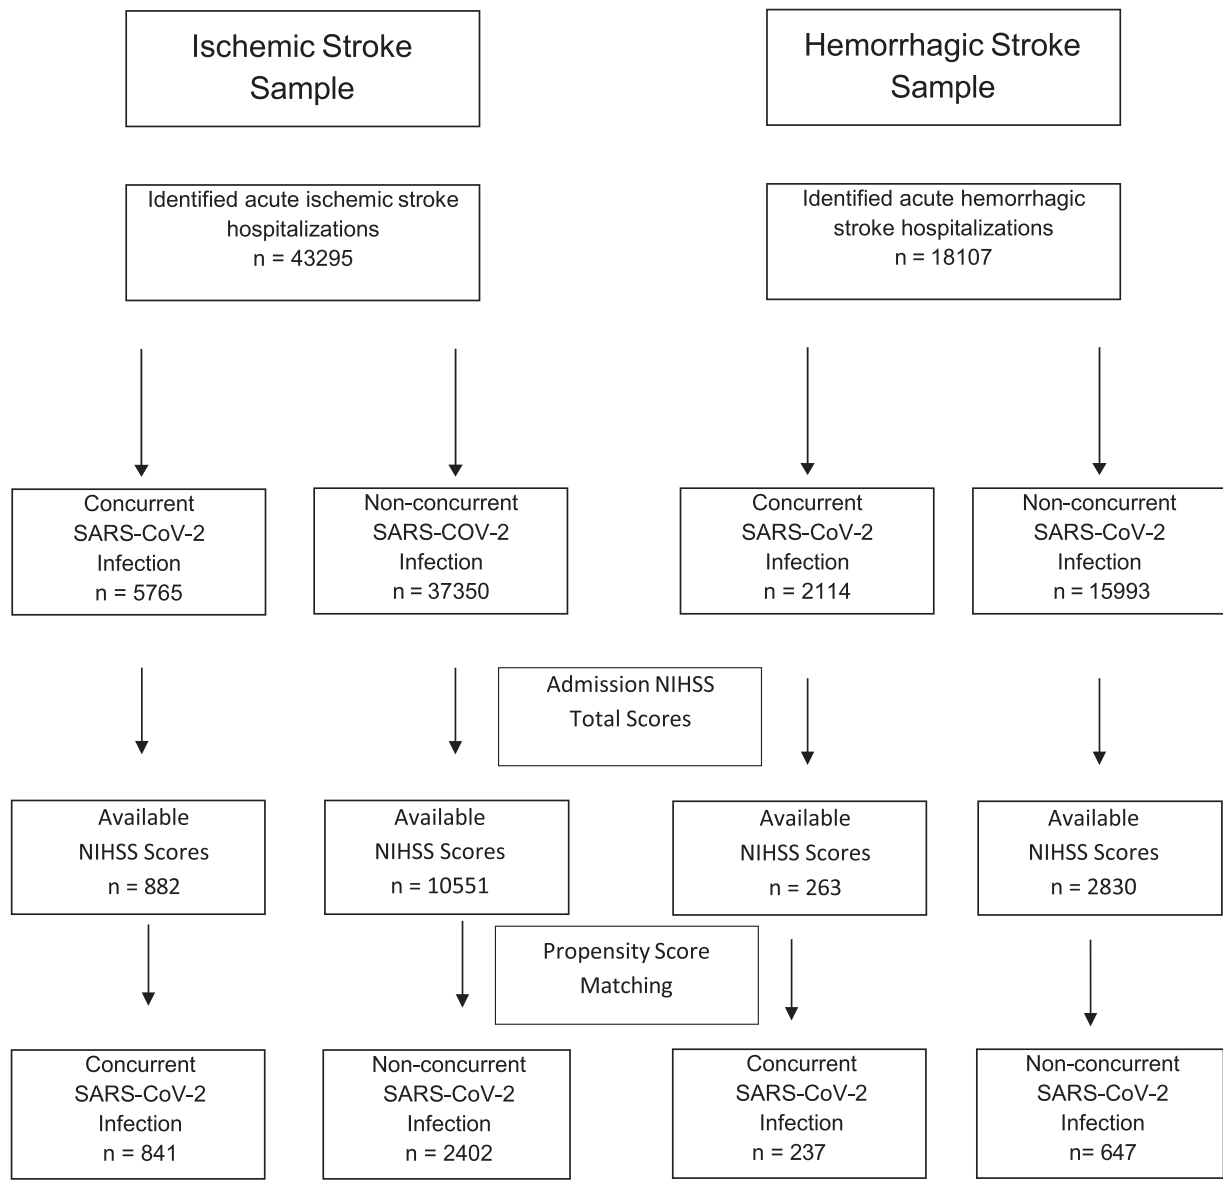 Ischemic Stroke
Sample
Hemorrhagic Stroke
Sample
Identified acute ischemic stroke
hospitalizations
n = 43295
Identified acute hemorrhagic
stroke hospitalizations
n = 18107
Concurrent
SARS-CoV-2
Infection
n = 5765
Non-concurrent
SARS-COV-2
Infection
n = 37350
Concurrent
SARS-CoV-2
Infection
n = 2114
Non-concurrent
SARS-CoV-2
Infection
n = 15993
Admission NIHSS
Total Scores
Available
NIHSS Scores
n = 882
Available
NIHSS Scores
n = 10551
Available
NIHSS Scores
n = 263
Available
NIHSS Scores
n = 2830
Propensity Score
Matching
Concurrent
SARS-CoV-2
Infection
n = 841
Non-concurrent
SARS-CoV-2
Infection
n = 2402
Concurrent
SARS-CoV-2
Infection
n = 237
Non-concurrent
SARS-CoV-2
Infection
n= 647